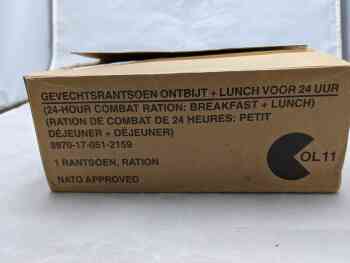 GEVECHTSRANTSOEN ONTBIJT + LUNCH VOOR 24 UUR
(24-HOUR COMBAT RATION: BREAKFAST + LUNCH)
(RATION DE COMBAT DE 24 HEURES: PETIT
DÉJEUNER + DÉJEUNER)
8970-17-051-2159
1 RANTSOEN, RATION
NATO APPROVED
OL 11